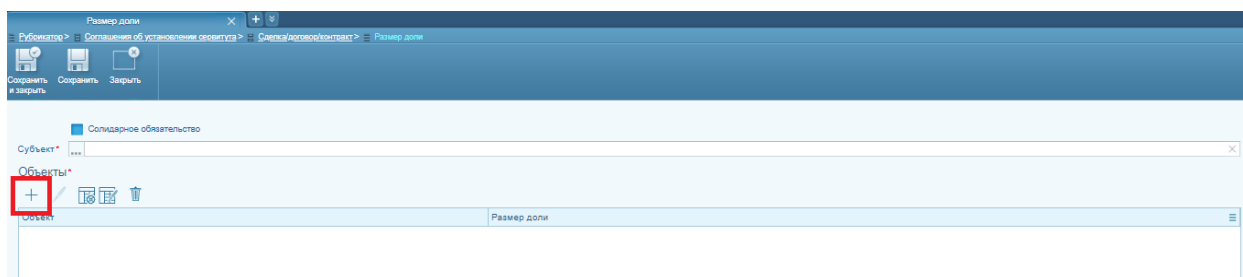 Размер доли
Рубрикатор > Соглашения об установлении сервитута > Сделка/договор/контракт > Размер доли
Сохранить и закрыть
Сохранить
Закрыть
Солидарное обязательство
Субъект* ...
Объекты*
Объект Размер доли